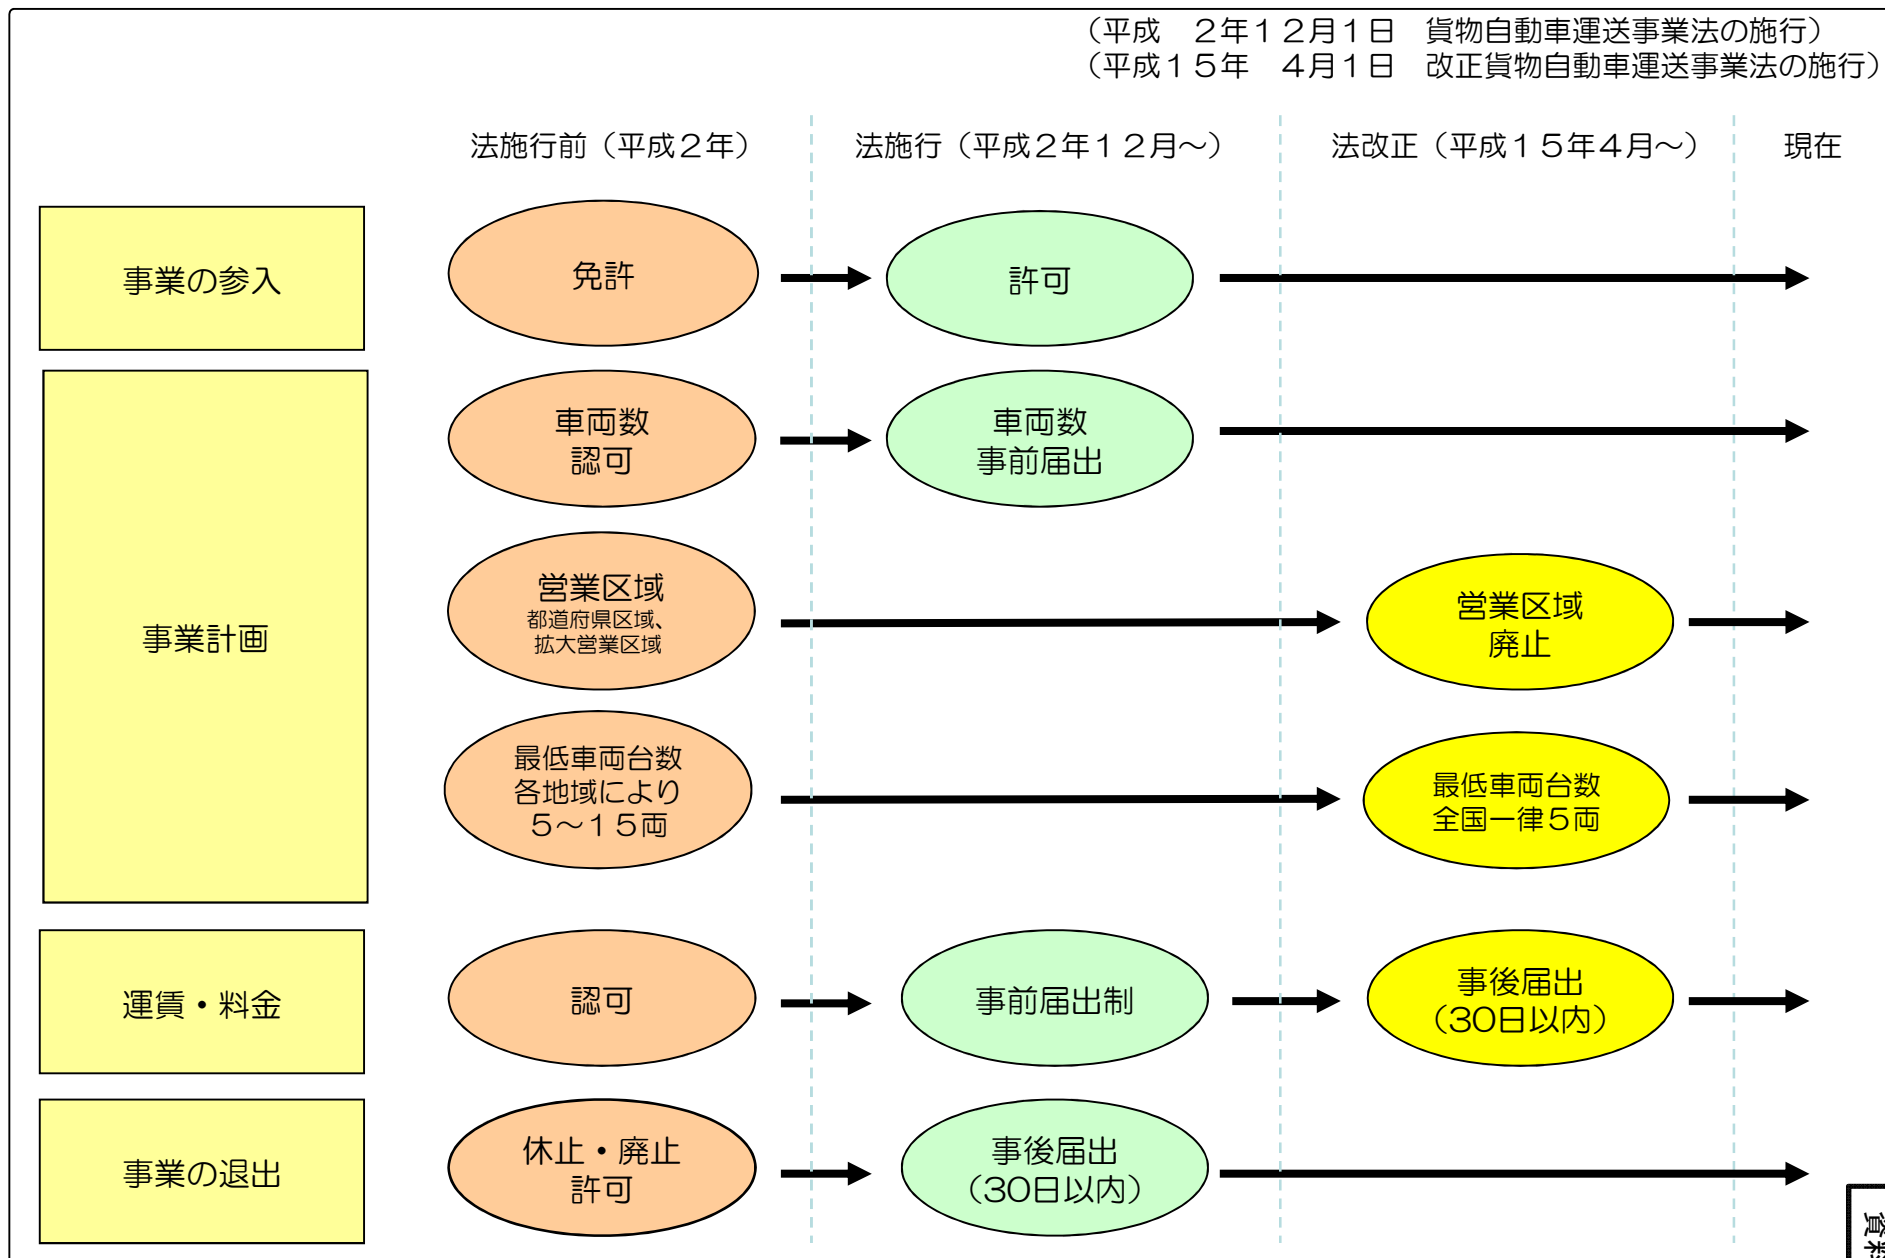 （平成　２年１２月１日　貨物自動車運送事業法の施行）
（平成１５年　４月１日　改正貨物自動車運送事業法の施行）
法施行前（平成２年）
法施行（平成２年１２月～）
法改正（平成１５年４月～）
現在
事業の参入
免許
許可
事業計画
車両数
認可
車両数
事前届出
営業区域
都道府県区域、
拡大営業区域
営業区域
廃止
最低車両台数
各地域により
５～１５両
最低車両台数
全国一律５両
運賃・料金
認可
事前届出制
事後届出
（30日以内）
事業の退出
休止・廃止
許可
事後届出
（30日以内）